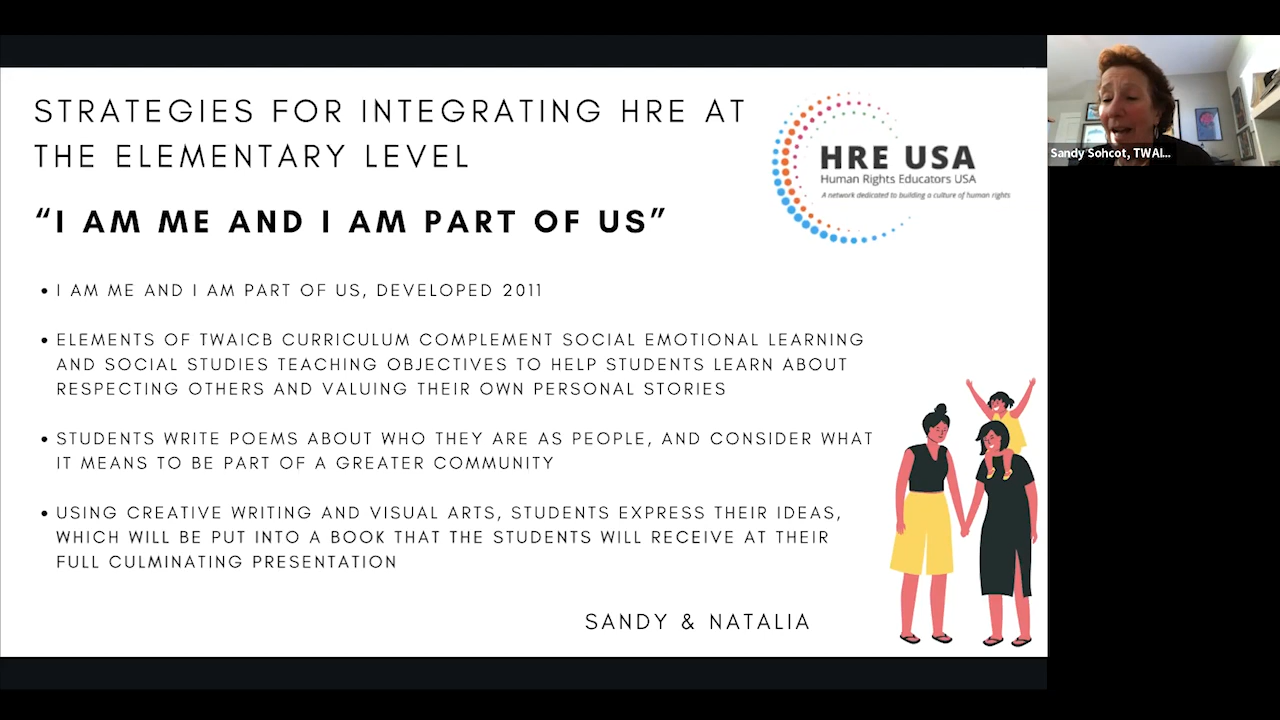 STRATEGIES FOR INTEGRATING HRE AT
THE ELEMENTARY LEVEL
“I AM ME AND I AM PART OF US”
HRE USA
Human Rights Educators USA
A network dedicated to building a culture of human rights
Sandy Sohcot, TWAI...
• I AM ME AND I AM PART OF US, DEVELOPED 2011
• ELEMENTS OF TWAICB CURRICULUM COMPLEMENT SOCIAL EMOTIONAL LEARNING
AND SOCIAL STUDIES TEACHING OBJECTIVES TO HELP STUDENTS LEARN ABOUT
RESPECTING OTHERS AND VALUING THEIR OWN PERSONAL STORIES
• STUDENTS WRITE POEMS ABOUT WHO THEY ARE AS PEOPLE, AND CONSIDER WHAT
IT MEANS TO BE PART OF A GREATER COMMUNITY
• USING CREATIVE WRITING AND VISUAL ARTS, STUDENTS EXPRESS THEIR IDEAS,
WHICH WILL BE PUT INTO A BOOK THAT THE STUDENTS WILL RECEIVE AT THEIR
FULL CULMINATING PRESENTATION
SANDY & NATALIA